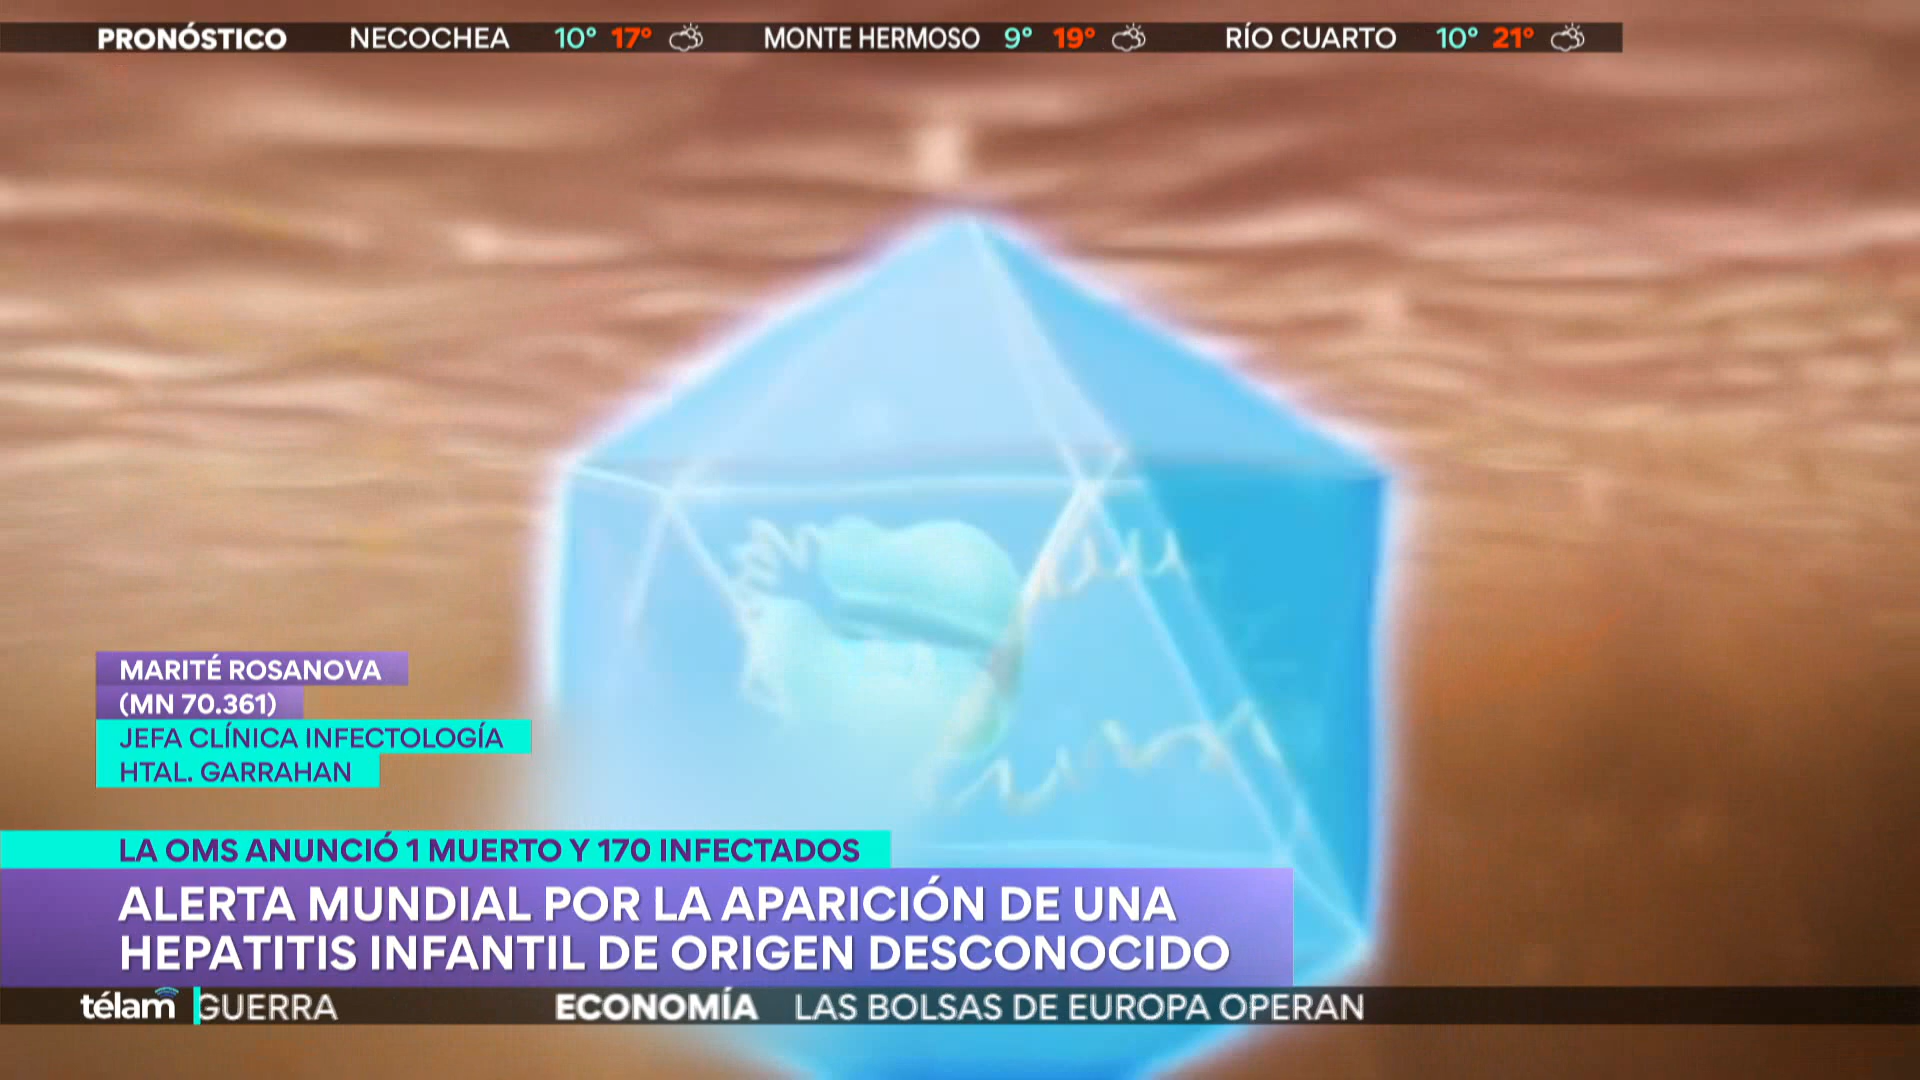 PRONÓSTICO NECOCHEA 10° 17° MONTE HERMOSO 9° 19° RÍO CUARTO 10° 21°
MARITÉ ROSANOVA
(MN 70.361)
JEFA CLÍNICA INFECTOLOGÍA
HTAL. GARRAHAN
LA OMS ANUNCIÓ 1 MUERTO Y 170 INFECTADOS
ALERTA MUNDIAL POR LA APARICIÓN DE UNA
HEPATITIS INFANTIL DE ORIGEN DESCONOCIDO
télam GUERRA ECONOMÍA LAS BOLSAS DE EUROPA OPERAN